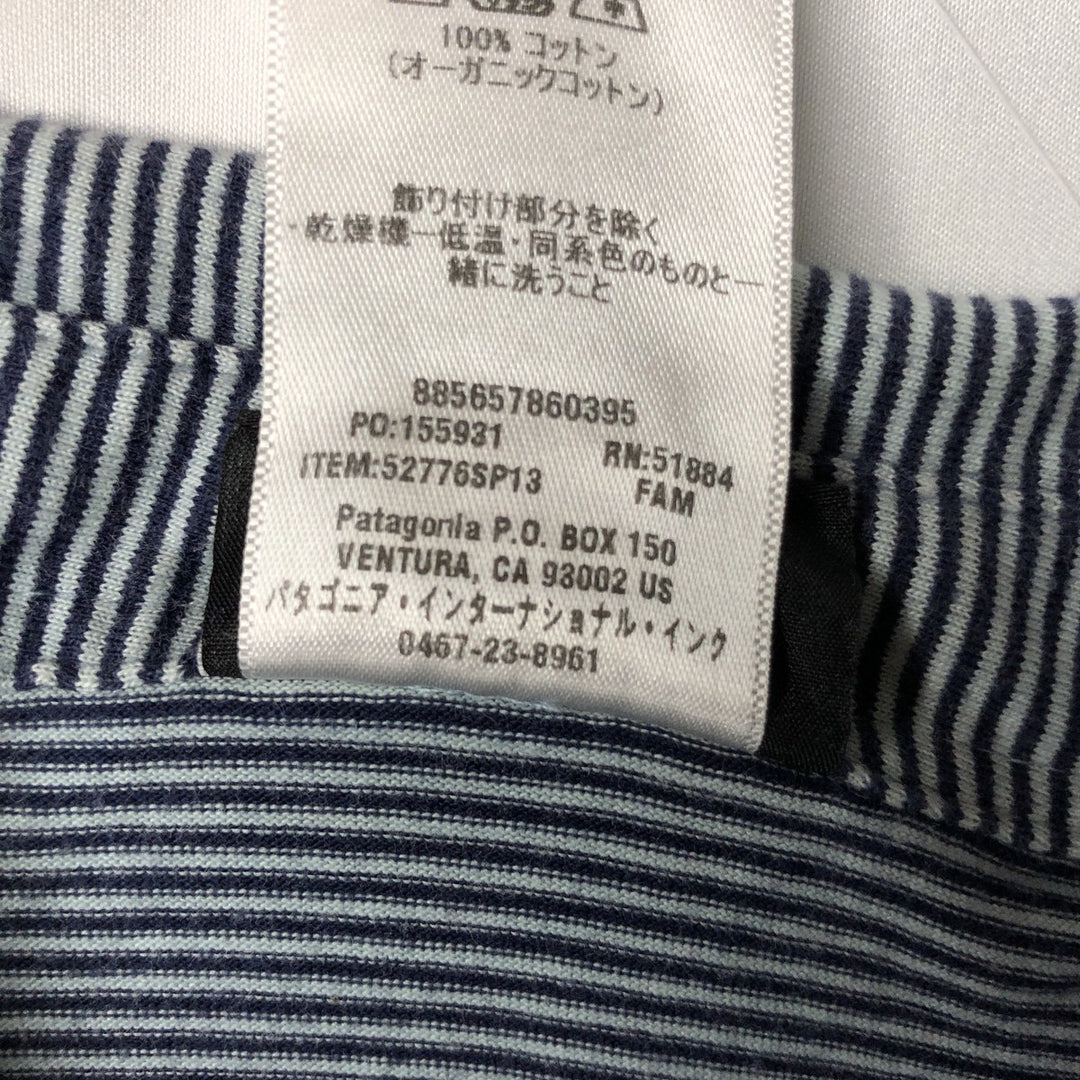 100% コットン
(オーガニックコットン)
飾り付け部分を除く
・乾燥機ー低温・同系色のものと—
緒に洗うこと
885657860395
PO:155931 RN:51884
ITEM:52776SP13 FAM
Patagonia P.O. BOX 150
VENTURA, CA 93002 US
パタゴニア・インターナショナル・インク
0467-23-8961